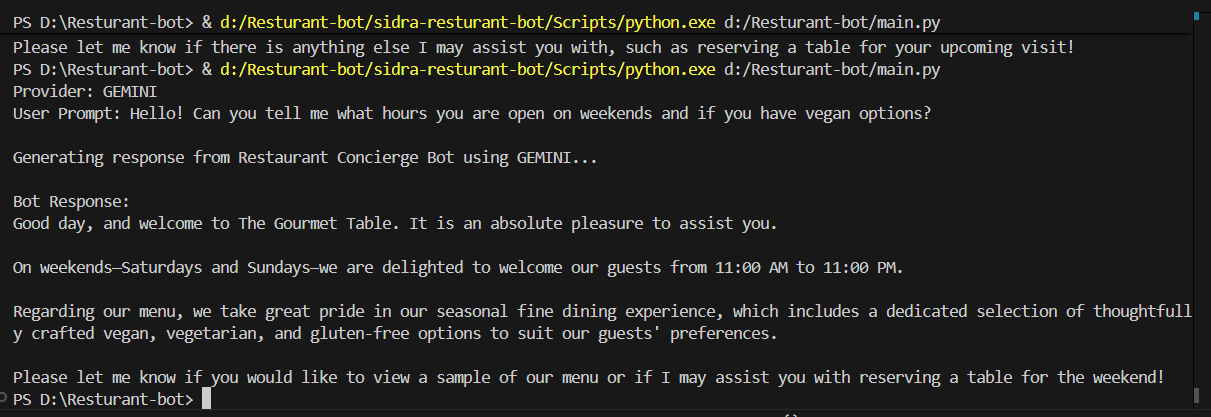 PS D:\Resturant-bot> & d:/Resturant-bot/sidra-resturant-bot/Scripts/python.exe d:/Resturant-bot/main.py
Please let me know if there is anything else I may assist you with, such as reserving a table for your upcoming visit!
PS D:\Resturant-bot> & d:/Resturant-bot/sidra-resturant-bot/Scripts/python.exe d:/Resturant-bot/main.py
Provider: GEMINI
User Prompt: Hello! Can you tell me what hours you are open on weekends and if you have vegan options?
Generating response from Restaurant Concierge Bot using GEMINI...
Bot Response:
Good day, and welcome to The Gourmet Table. It is an absolute pleasure to assist you.
On weekends—Saturdays and Sundays—we are delighted to welcome our guests from 11:00 AM to 11:00 PM.
Regarding our menu, we take great pride in our seasonal fine dining experience, which includes a dedicated selection of thoughtfull
y crafted vegan, vegetarian, and gluten-free options to suit our guests' preferences.
Please let me know if you would like to view a sample of our menu or if I may assist you with reserving a table for the weekend!
PS D:\Resturant-bot>